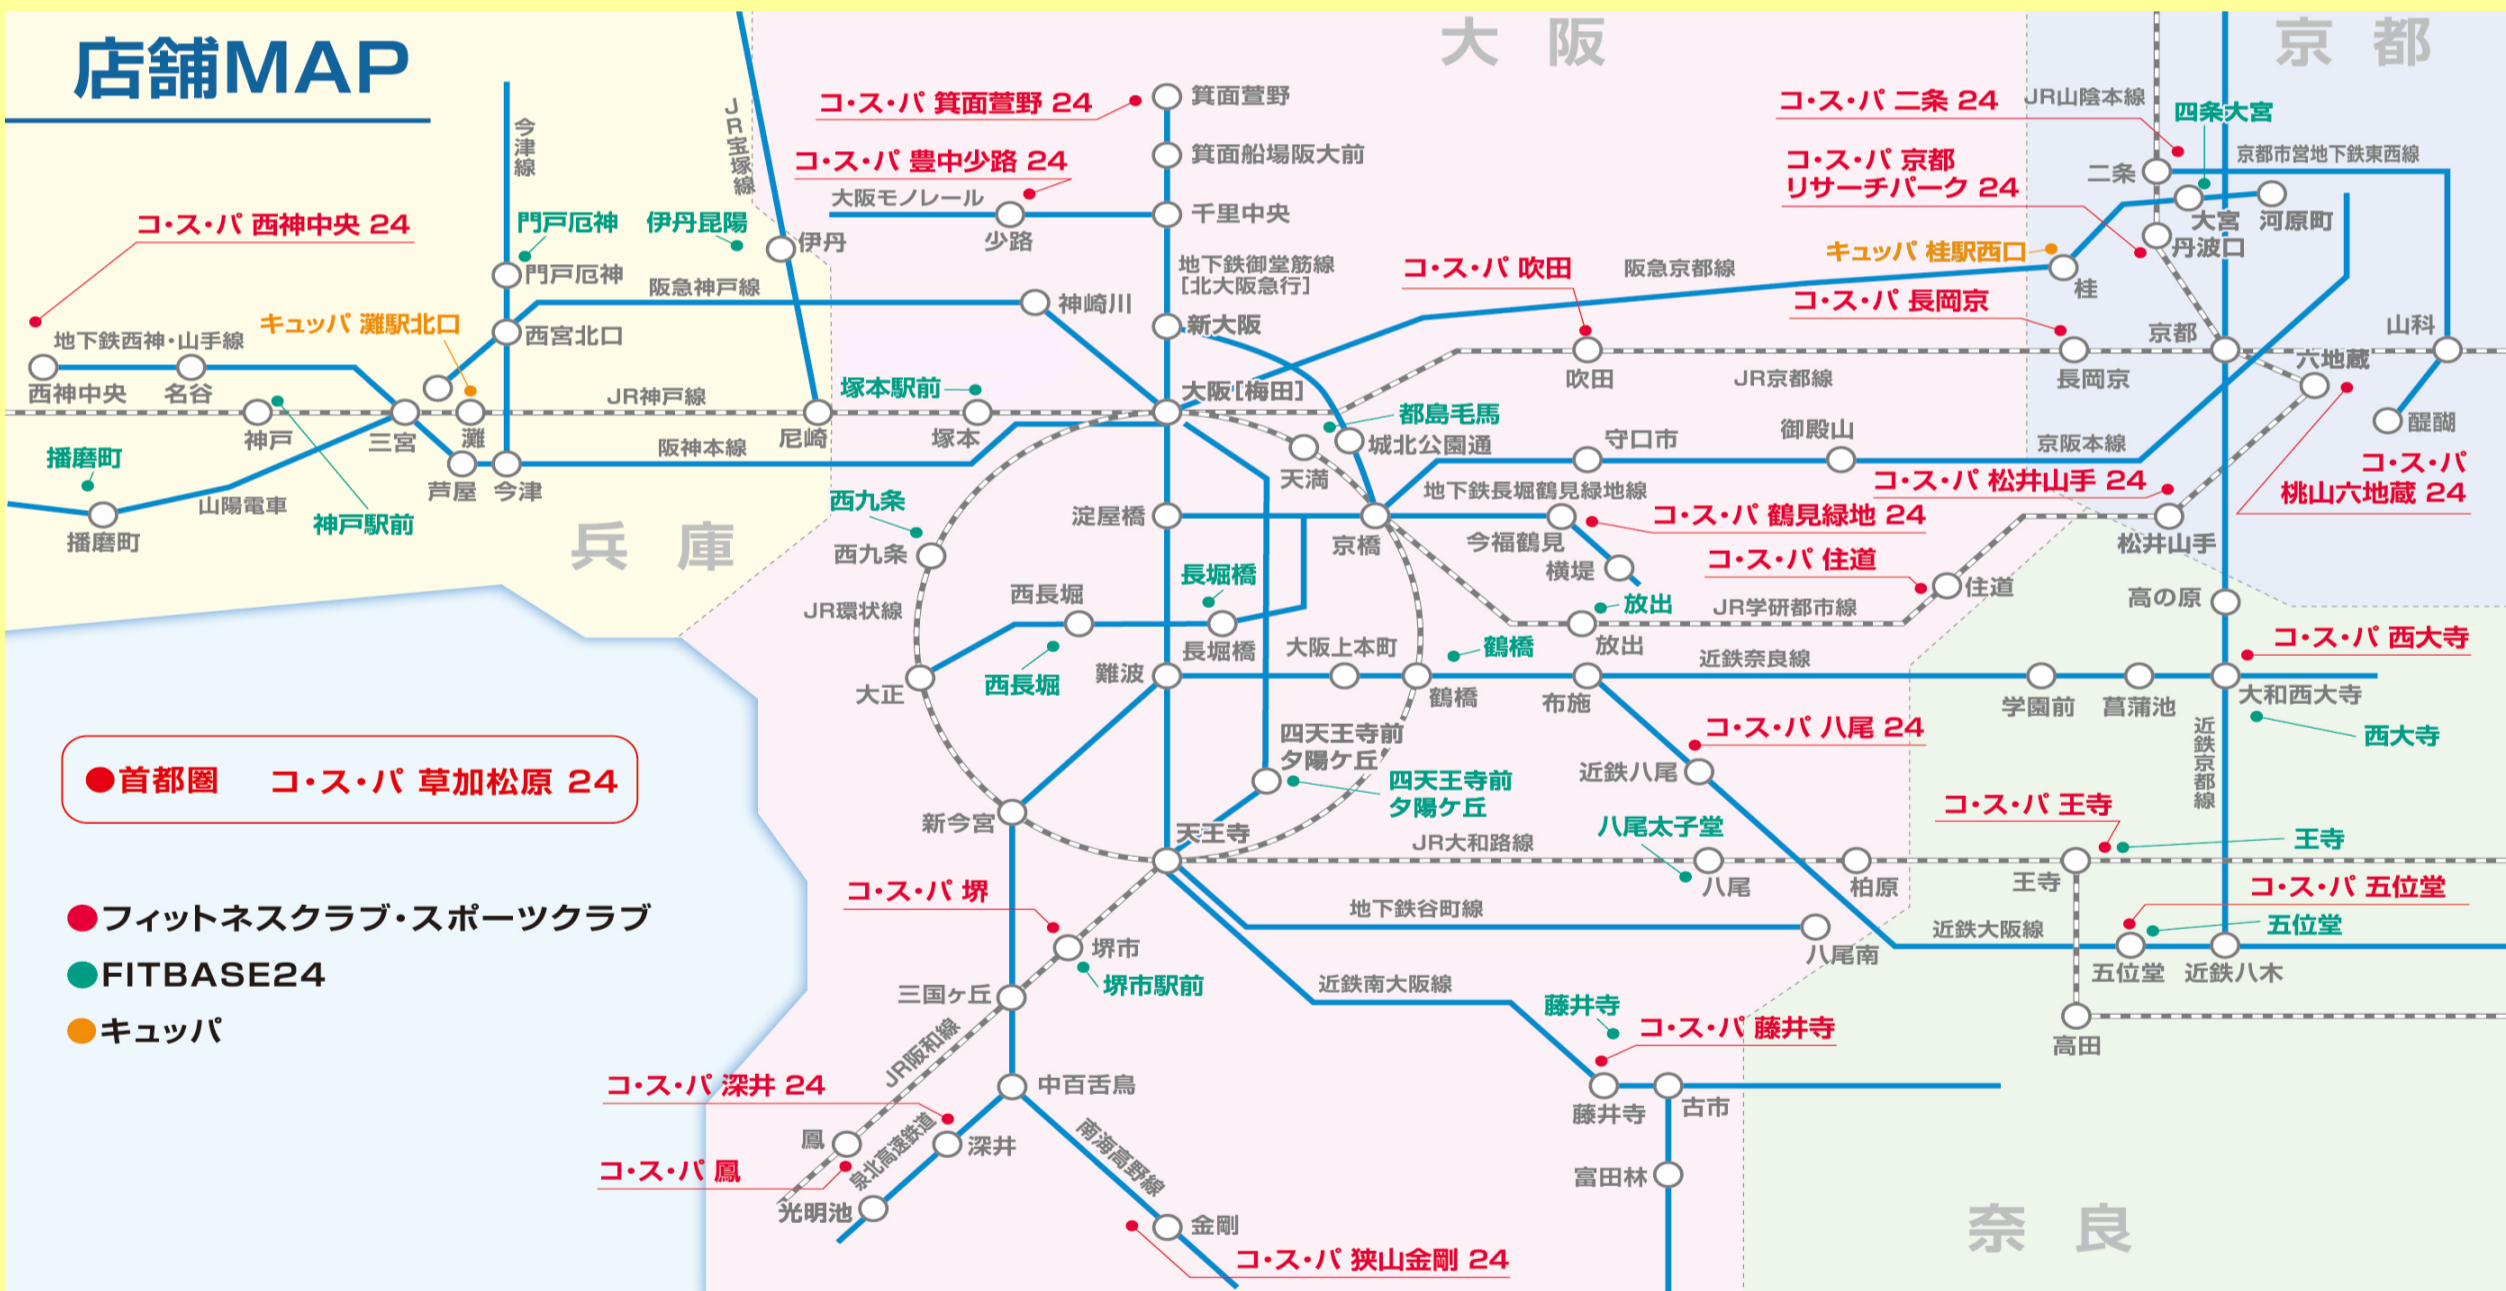 店舗MAP
大阪
京都
兵庫
奈良
コ・ス・パ 西神中央 24
今津線
門戸厄神
門戸厄神
伊丹昆陽
JR宝塚線
伊丹
阪急神戸線
キュッパ 灘駅北口
西宮北口
地下鉄西神・山手線
西神中央
名谷
JR神戸線
神戸
三宮
灘
尼崎
播磨町
芦屋
今津
阪神本線
山陽電車
神戸駅前
播磨町
コ・ス・パ 箕面萱野 24
箕面萱野
箕面船場阪大前
コ・ス・パ 豊中少路 24
大阪モノレール
少路
千里中央
地下鉄御堂筋線
[北大阪急行]
神崎川
新大阪
コ・ス・パ 吹田
阪急京都線
塚本駅前
塚本
大阪[梅田]
都島毛馬
城北公園通
天満
吹田
JR京都線
守口市
御殿山
京阪本線
コ・ス・パ 二条 24
JR山陰本線
四条大宮
京都市営地下鉄東西線
二条
コ・ス・パ 京都
リサーチパーク 24
大宮
河原町
丹波口
キュッパ 桂駅西口
桂
コ・ス・パ 長岡京
長岡京
京都
山科
六地蔵
醍醐
コ・ス・パ
桃山六地蔵 24
コ・ス・パ 松井山手 24
松井山手
西九条
西九条
淀屋橋
京橋
地下鉄長堀鶴見緑地線
今福鶴見
コ・ス・パ 鶴見緑地 24
横堤
コ・ス・パ 住道
住道
放出
放出
JR学研都市線
JR環状線
西長堀
長堀橋
長堀橋
大阪上本町
西長堀
難波
大正
鶴橋
鶴橋
布施
近鉄奈良線
高の原
コ・ス・パ 西大寺
学園前
菖蒲池
大和西大寺
西大寺
近鉄京都線
四天王寺前
夕陽ケ丘
四天王寺前
夕陽ケ丘
コ・ス・パ 八尾 24
近鉄八尾
新今宮
天王寺
JR大和路線
八尾太子堂
八尾
柏原
コ・ス・パ 王寺
王寺
王寺
コ・ス・パ 五位堂
五位堂
近鉄大阪線
五位堂
近鉄八木
高田
地下鉄谷町線
八尾南
コ・ス・パ 堺
堺市
堺市駅前
三国ヶ丘
近鉄南大阪線
藤井寺
コ・ス・パ 藤井寺
藤井寺
古市
富田林
JR阪和線
コ・ス・パ 深井 24
中百舌鳥
鳳
コ・ス・パ 鳳
泉北高速鉄道
深井
光明池
南海高野線
金剛
コ・ス・パ 狭山金剛 24
●首都圏 コ・ス・パ 草加松原 24
●フィットネスクラブ・スポーツクラブ
●FITBASE24
●キュッパ